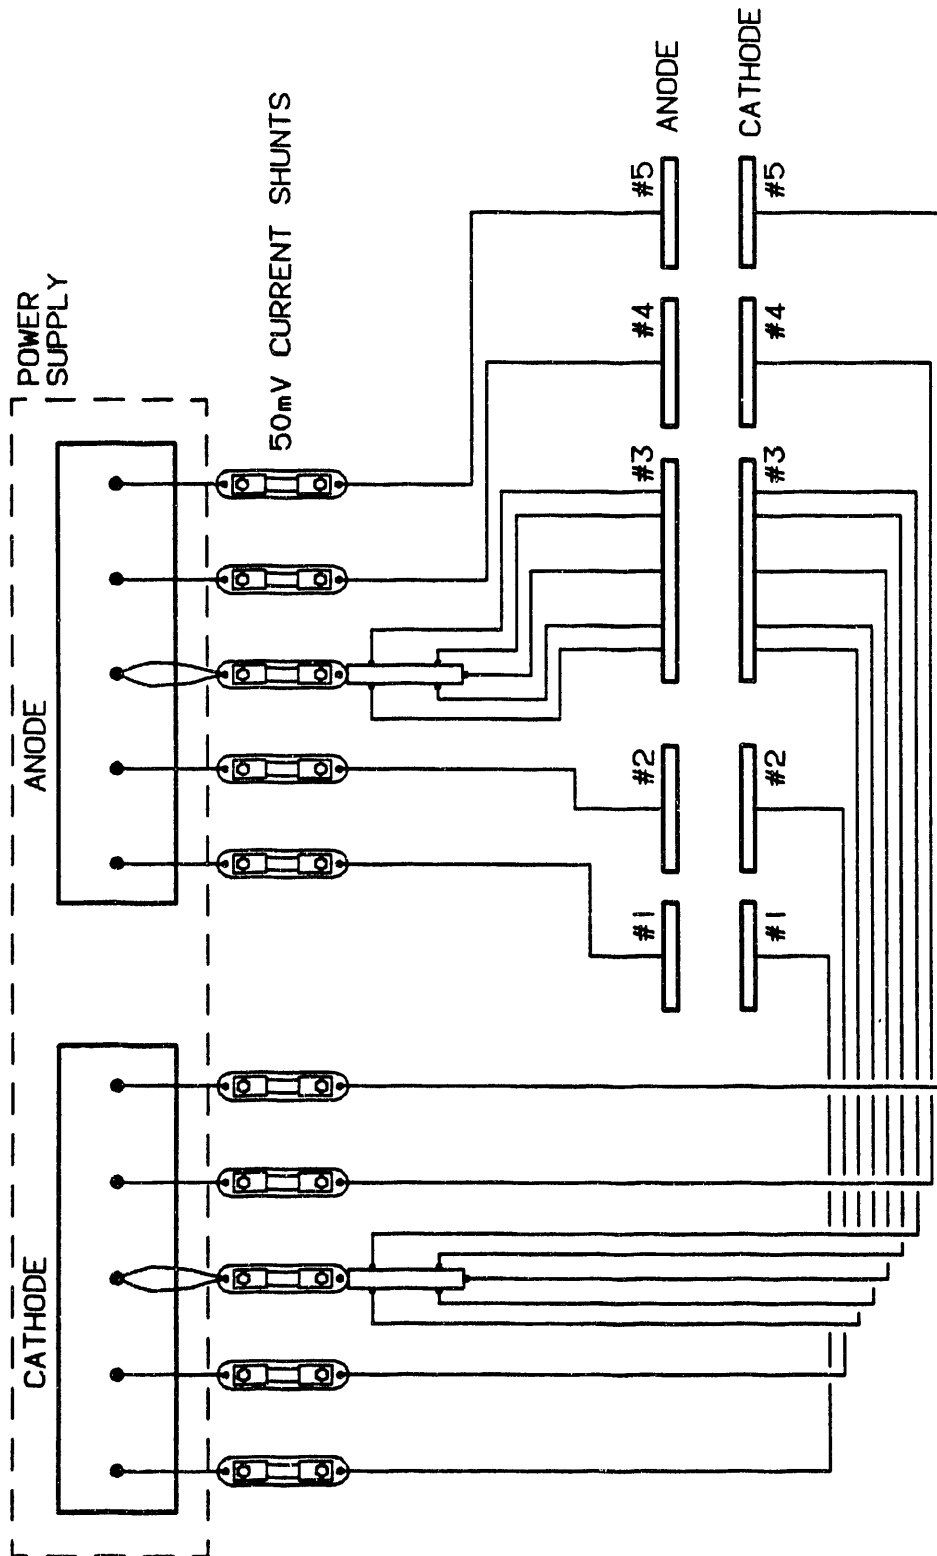 POWER
SUPPLY
CATHODE
ANODE
50mV CURRENT SHUNTS
#1
#2
#3
#4
#5
ANODE
#1
#2
#3
#4
#5
CATHODE